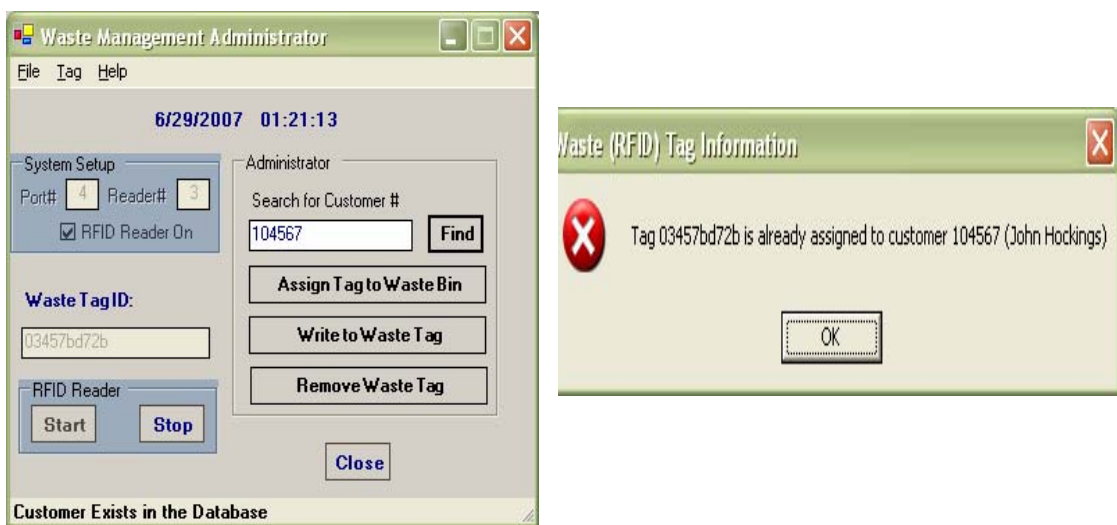 Waste Management Administrator
File Tag Help
6/29/2007 01:21:13
System Setup
Port# 4 Reader# 3
RFID Reader On
Waste Tag ID:
03457bd72b
RFID Reader
Start Stop
Administrator
Search for Customer #
104567 Find
Assign Tag to Waste Bin
Write to Waste Tag
Remove Waste Tag
Close
Customer Exists in the Database
Waste (RFID) Tag Information
Tag 03457bd72b is already assigned to customer 104567 (John Hockings)
OK